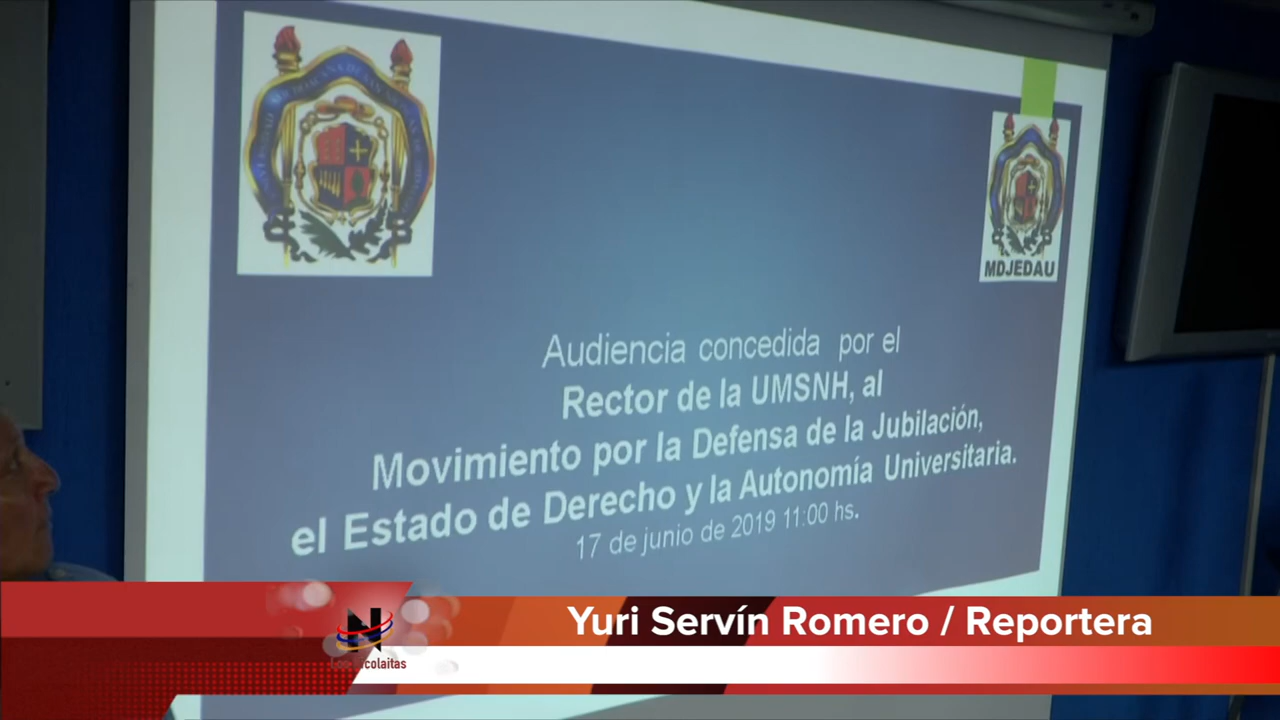 MDJEDAU
Audiencia concedida por el
Rector de la UMSNH, al
Movimiento por la Defensa de la Jubilación,
el Estado de Derecho y la Autonomía Universitaria.
17 de junio de 2019 11:00 hs.
Yuri Servín Romero / Reportera
N